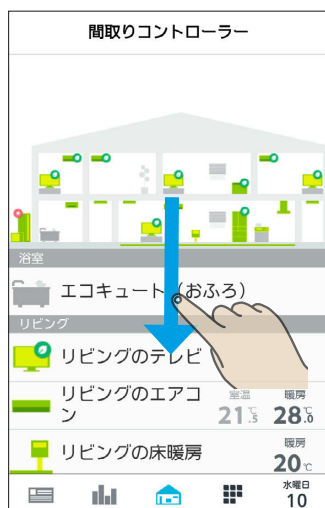 間取りコントローラー
浴室
エコキュート（おふろ）
リビング
リビングのテレビ
リビングのエアコン
室温 暖房
21.5℃ 28.0℃
リビングの床暖房
暖房
20℃
水曜日
10